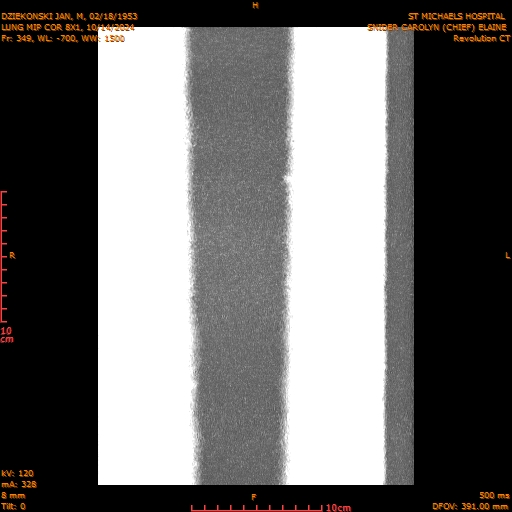 H
DZIEKONSKI JAN, M, 02/18/1953
ST MICHAELS HOSPITAL
LUNG MIP COR 8X1, 10/14/2024
SNIDER CAROLYN (CHIEF) ELAINE
Fr: 349, WL: -700, WW: 1500
Revolution CT
R
L
10
cm
kV: 120
mA: 328
8 mm
Tilt: 0
F
10cm
500 ms
DFOV: 391.00 mm